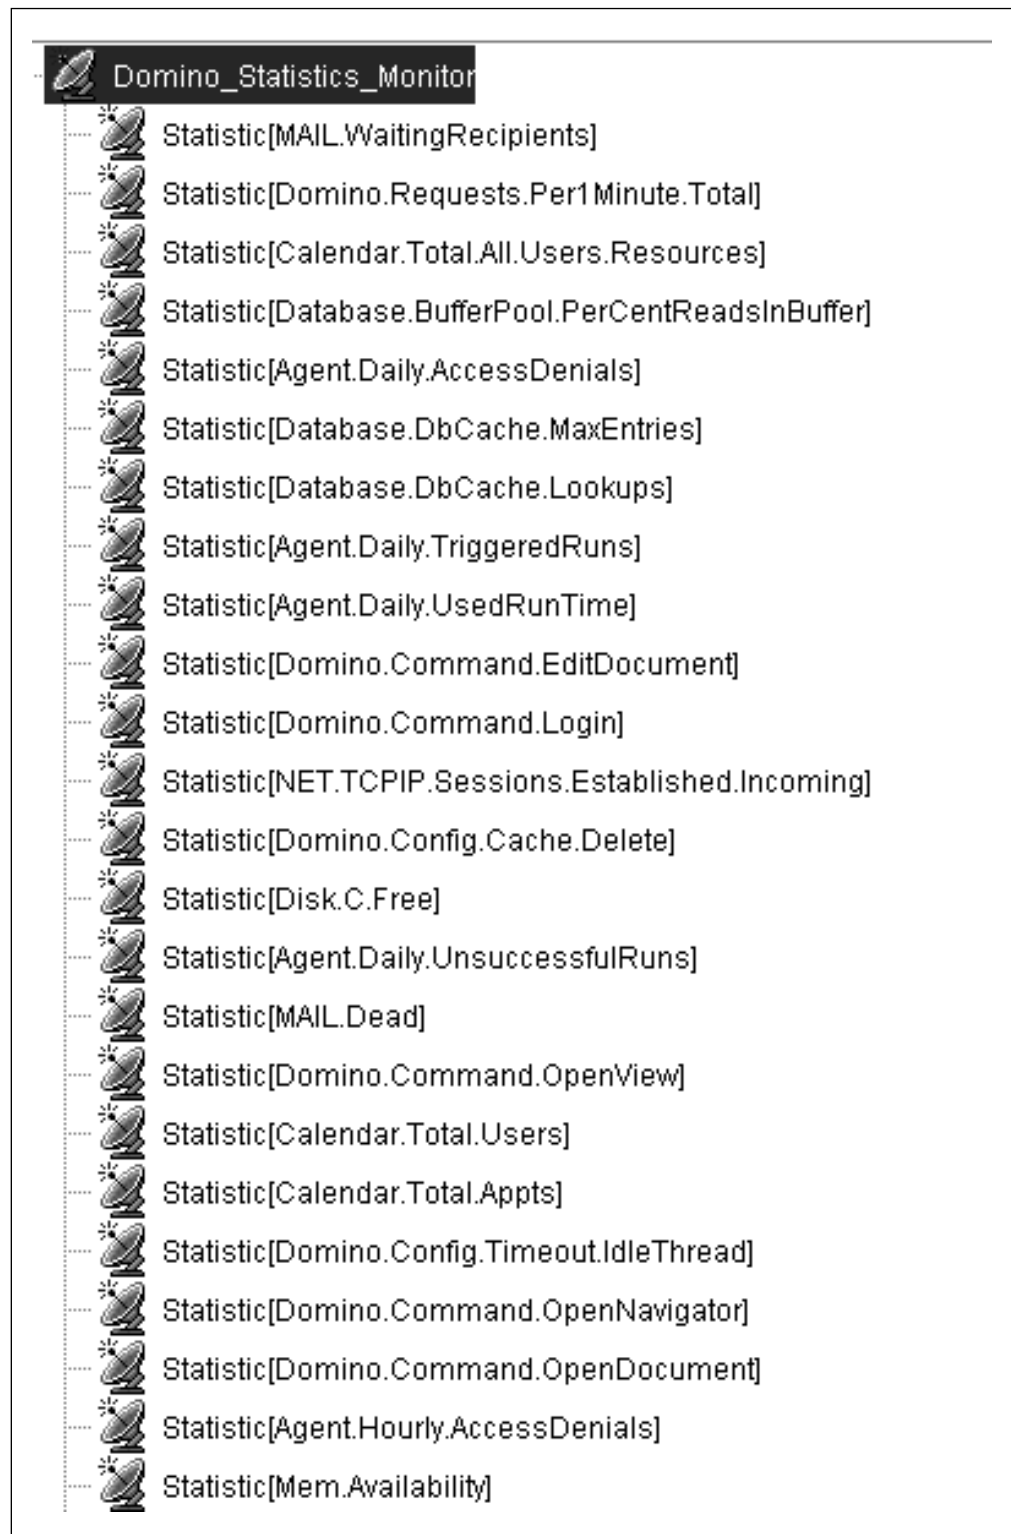 Domino_Statistics_Monitor
Statistic[MAIL.WaitingRecipients]
Statistic[Domino.Requests.Per1Minute.Total]
Statistic[Calendar.Total.All.Users.Resources]
Statistic[Database.BufferPool.PerCentReadsInBuffer]
Statistic[Agent.Daily.AccessDenials]
Statistic[Database.DbCache.MaxEntries]
Statistic[Database.DbCache.Lookups]
Statistic[Agent.Daily.TriggeredRuns]
Statistic[Agent.Daily.UsedRunTime]
Statistic[Domino.Command.EditDocument]
Statistic[Domino.Command.Login]
Statistic[NET.TCPIP.Sessions.Established.Incoming]
Statistic[Domino.Config.Cache.Delete]
Statistic[Disk.C.Free]
Statistic[Agent.Daily.UnsuccessfulRuns]
Statistic[MAIL.Dead]
Statistic[Domino.Command.OpenView]
Statistic[Calendar.Total.Users]
Statistic[Calendar.Total.Appts]
Statistic[Domino.Config.Timeout.IdleThread]
Statistic[Domino.Command.OpenNavigator]
Statistic[Domino.Command.OpenDocument]
Statistic[Agent.Hourly.AccessDenials]
Statistic[Mem.Availability]